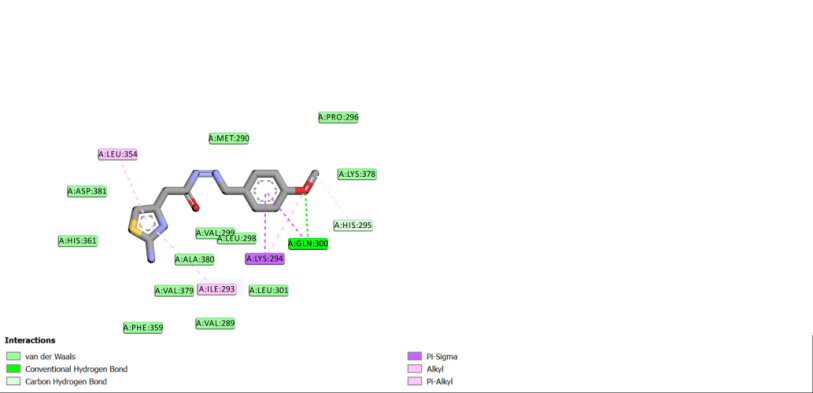 A:PRO:296
A:MET:290
A:LEU:354
A:LYS:378
A:ASP:381
A:HIS:295
A:VAL:299
A:LEU:298
A:HIS:361
A:GLN:300
A:ALA:380
A:LYS:294
A:VAL:379
A:ILE:293
A:LEU:301
A:PHE:359
A:VAL:289
Interactions
van der Waals
Conventional Hydrogen Bond
Carbon Hydrogen Bond
Pi-Sigma
Alkyl
Pi-Alkyl